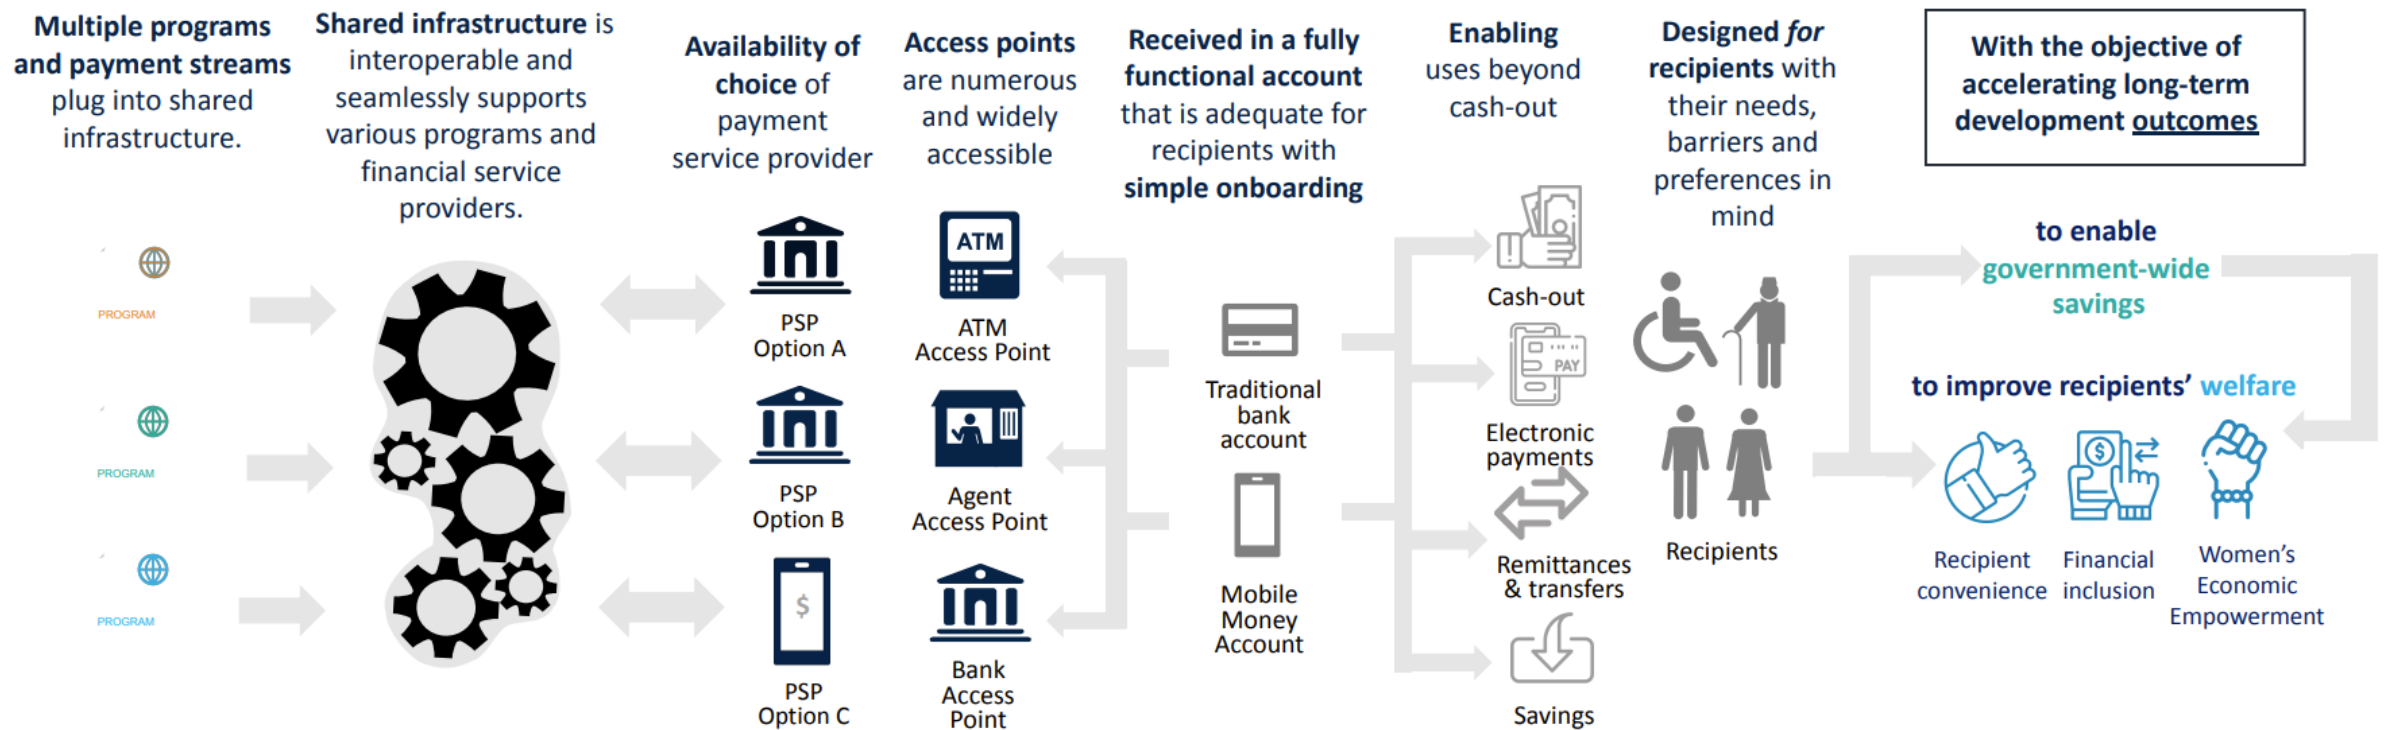 Multiple programs
and payment streams
plug into shared
infrastructure.
Shared infrastructure is
interoperable and
seamlessly supports
various programs and
financial service
providers.
Availability of
choice of
payment
service provider
Access points
are numerous
and widely
accessible
Received in a fully
functional account
that is adequate for
recipients with
simple onboarding
Enabling
uses beyond
cash-out
Designed for
recipients with
their needs,
barriers and
preferences in
mind
With the objective of
accelerating long-term
development outcomes
PROGRAM
PROGRAM
PROGRAM
PSP
Option A
PSP
Option B
$
PSP
Option C
ATM
ATM
Access Point
Agent
Access Point
Bank
Access
Point
Traditional
bank
account
Mobile
Money
Account
Cash-out
PAY
Electronic
payments
Remittances
& transfers
Savings
Recipients
to enable
government-wide
savings
to improve recipients’ welfare
$
Recipient
convenience
Financial
inclusion
Women’s
Economic
Empowerment